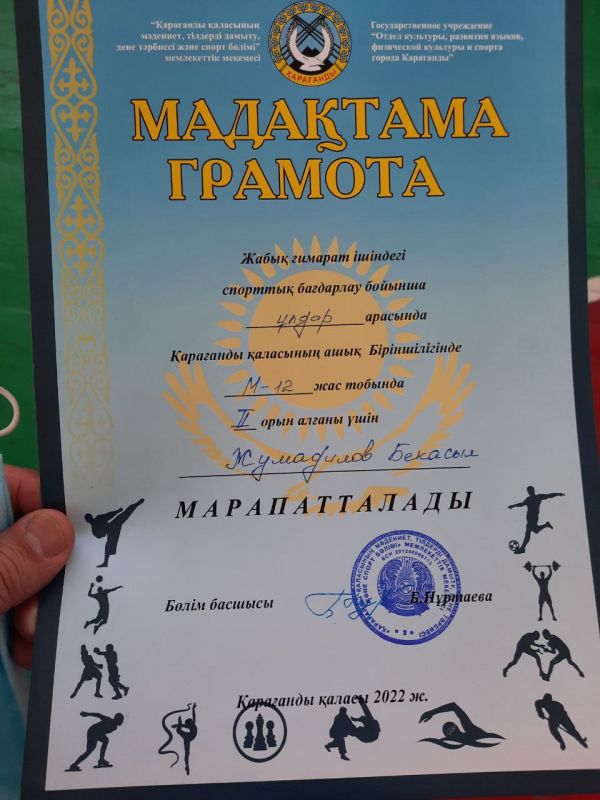 "Қарағанды қаласының
мәдениет, тілдерді дамыту,
дене тәрбиесі және спорт бөлімі"
мемлекеттік мекемесі
Государственное учреждение
"Отдел культуры, развития языков,
физической культуры и спорта
города Караганды"
ҚАРАҒАНДЫ
МАДАҚТАМА
ГРАМОТА
Жабық ғимарат ішіндегі
спорттық бағдарлау бойынша
ұлдар арасында
Қарағанды қаласының ашық Біріншілігінде
М-12 жас тобында
II орын алғаны үшін
Жумадилов Бекасыл
МАРАПАТТАЛАДЫ
Бөлім басшысы
Б.Нұртаева
Қарағанды қаласы 2022 ж.